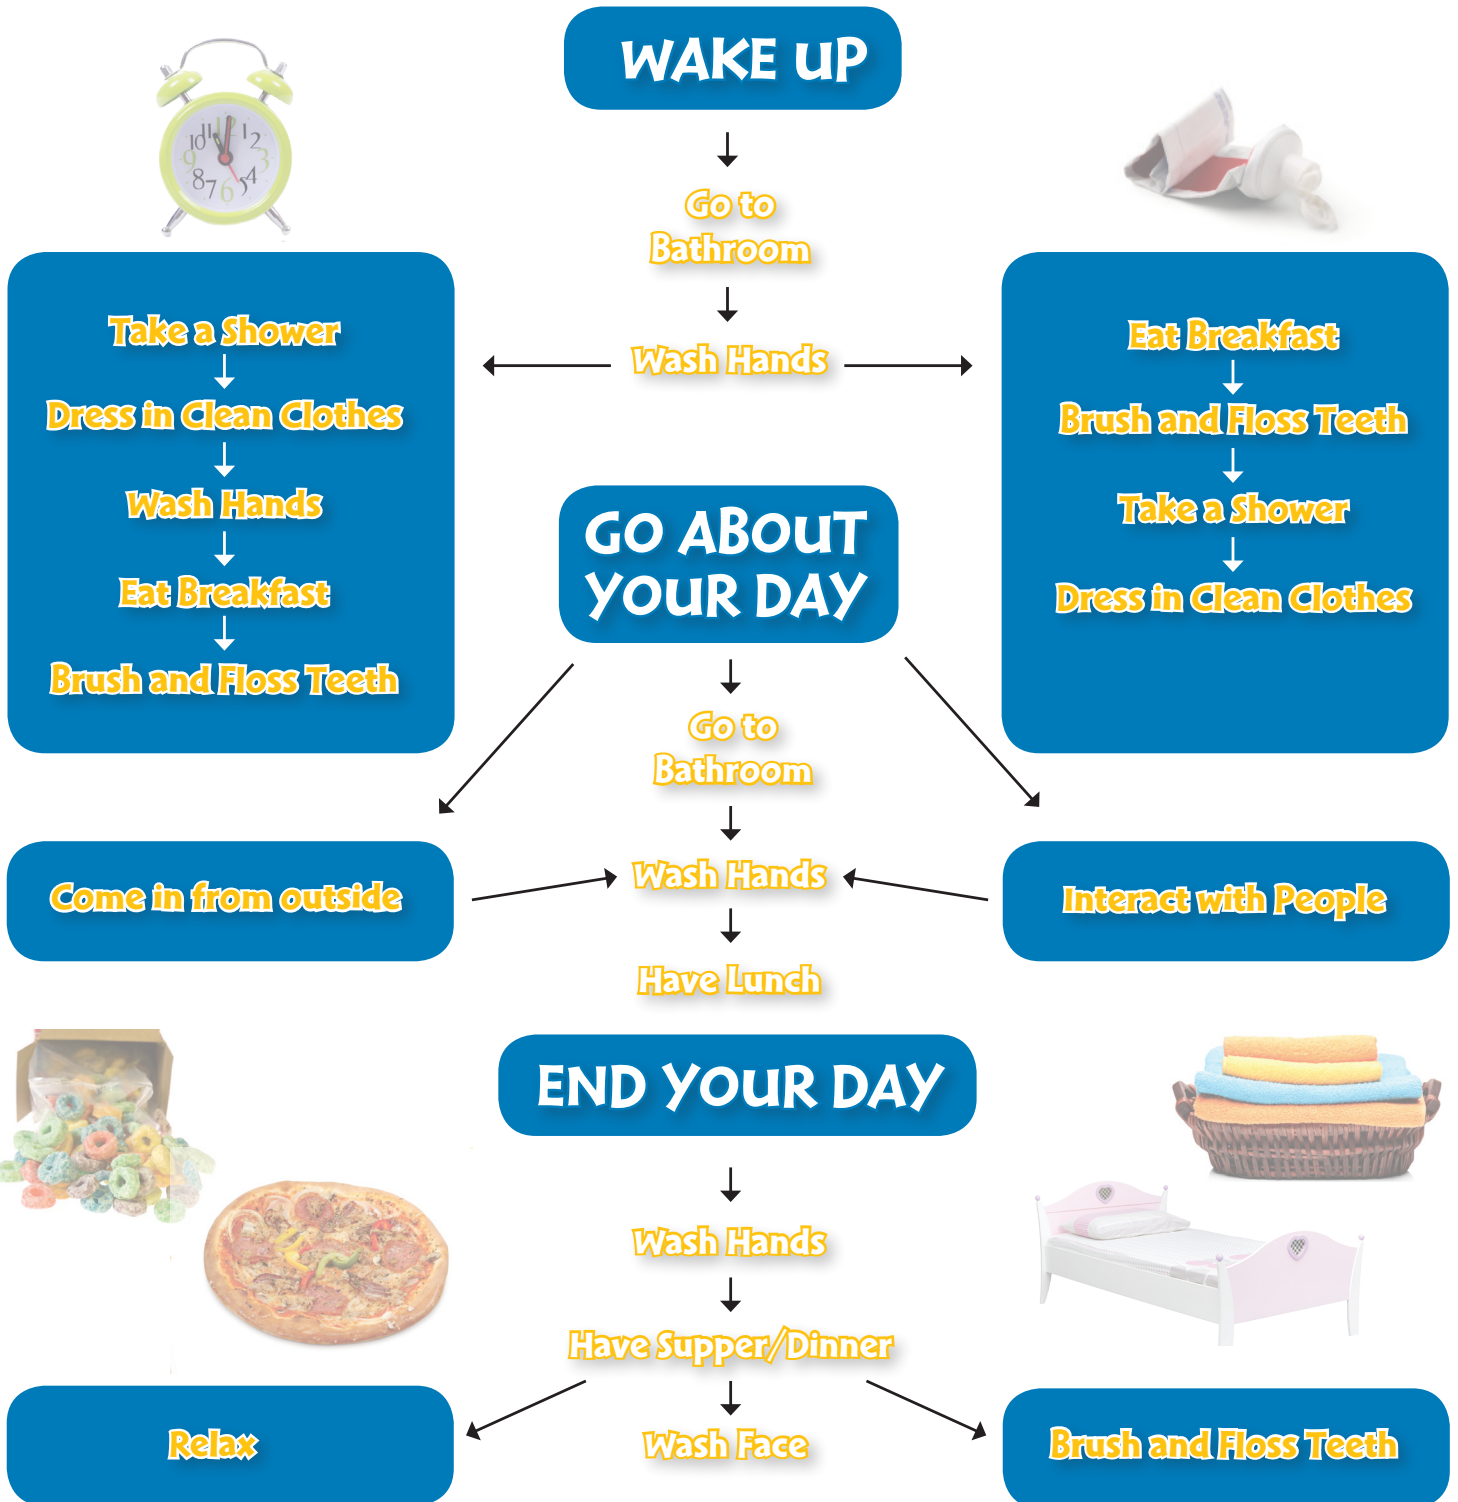 WAKE UP
Go to
Bathroom
Wash Hands
Take a Shower
Dress in Clean Clothes
Wash Hands
Eat Breakfast
Brush and Floss Teeth
Eat Breakfast
Brush and Floss Teeth
Take a Shower
Dress in Clean Clothes
GO ABOUT
YOUR DAY
Go to
Bathroom
Come in from outside
Wash Hands
Interact with People
Have Lunch
END YOUR DAY
Wash Hands
Have Supper/Dinner
Relax
Wash Face
Brush and Floss Teeth